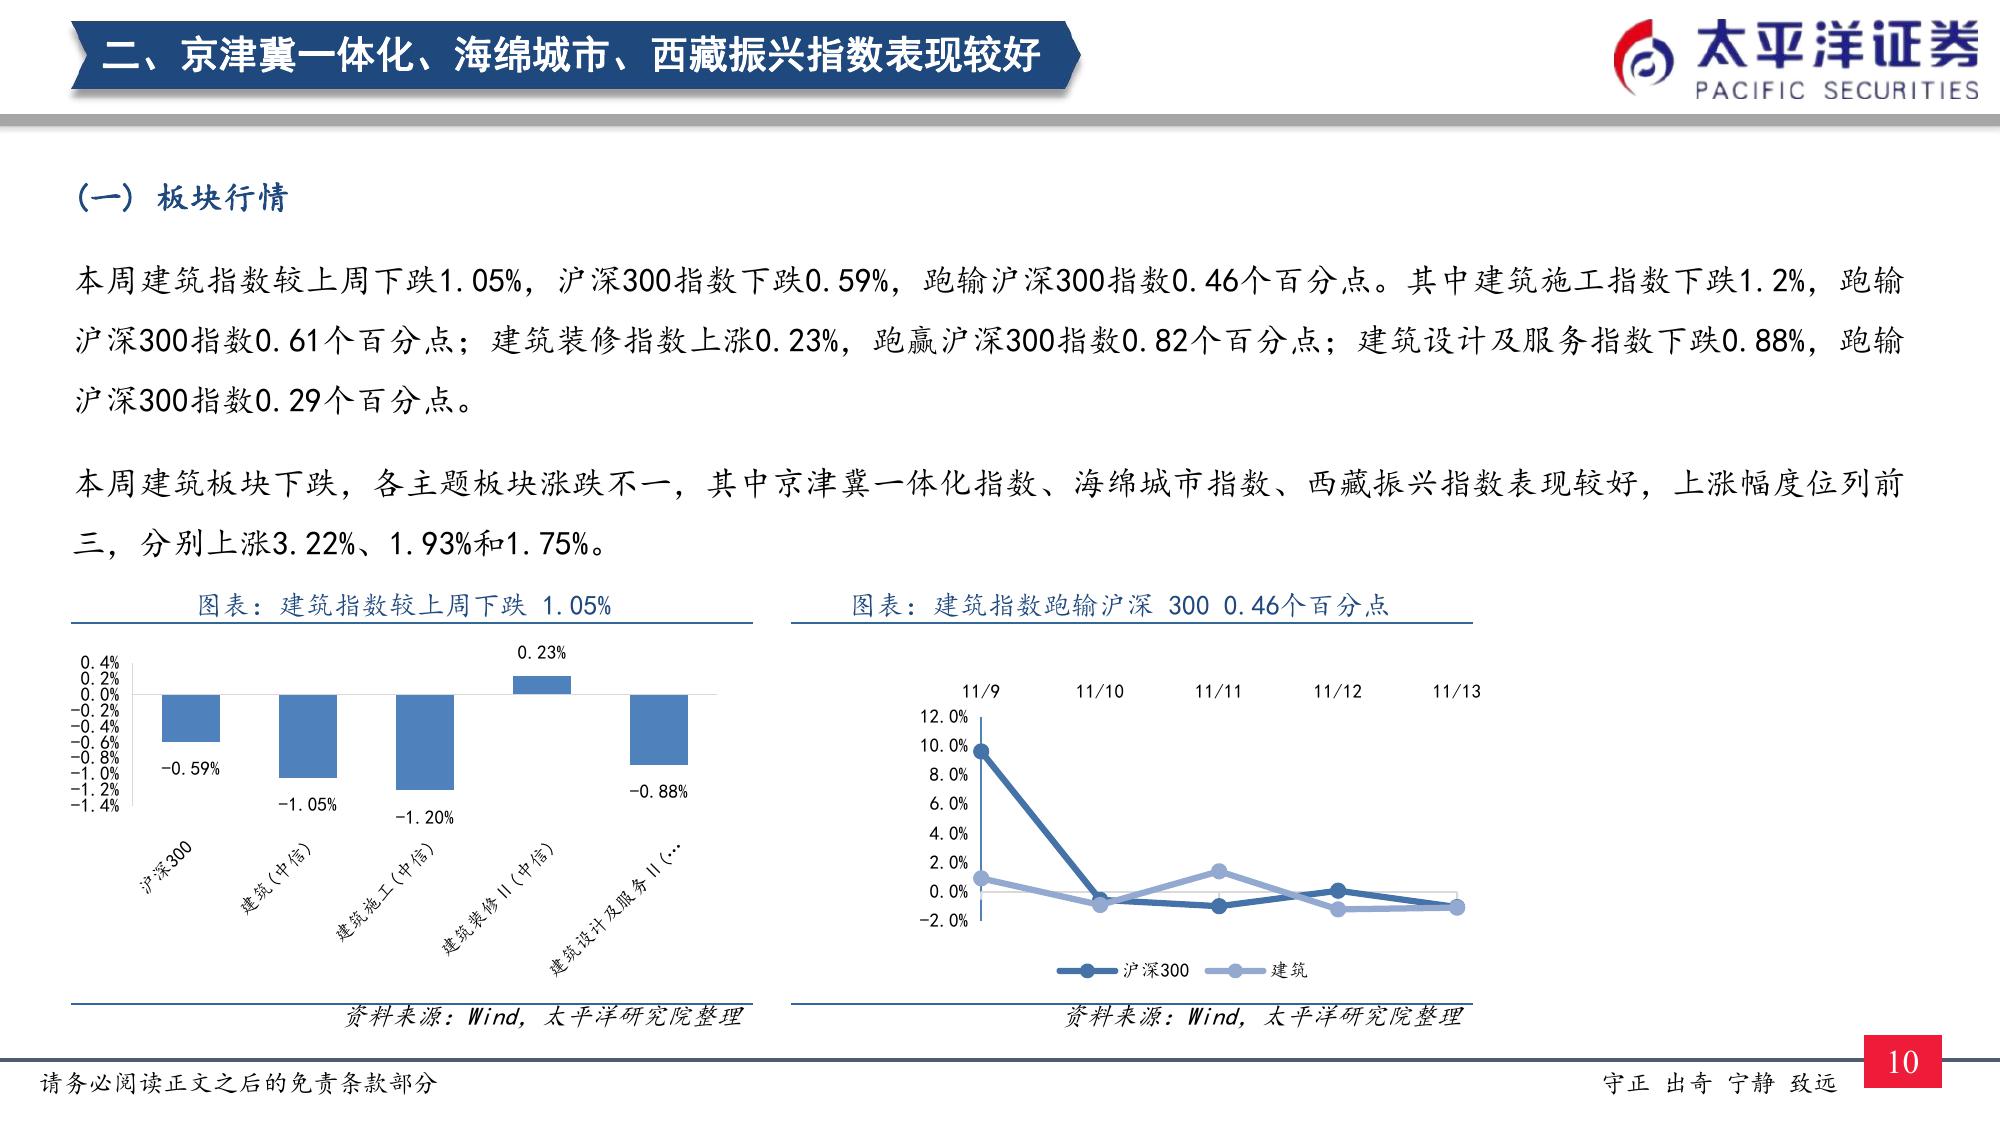 二、京津冀一体化、海绵城市、西藏振兴指数表现较好
太平洋证券
PACIFIC SECURITIES
(一) 板块行情
本周建筑指数较上周下跌1.05%，沪深300指数下跌0.59%，跑输沪深300指数0.46个百分点。其中建筑施工指数下跌1.2%，跑输
沪深300指数0.61个百分点；建筑装修指数上涨0.23%，跑赢沪深300指数0.82个百分点；建筑设计及服务指数下跌0.88%，跑输
沪深300指数0.29个百分点。
本周建筑板块下跌，各主题板块涨跌不一，其中京津冀一体化指数、海绵城市指数、西藏振兴指数表现较好，上涨幅度位列前
三，分别上涨3.22%、1.93%和1.75%。
图表：建筑指数较上周下跌 1.05%
0.4%
0.2%
0.0%
-0.2%
-0.4%
-0.6%
-0.8%
-1.0%
-1.2%
-1.4%
-0.59%
-1.05%
-1.20%
0.23%
-0.88%
沪深300
建筑(中信)
建筑施工(中信)
建筑装修Ⅱ(中信)
建筑设计及服务Ⅱ(…
资料来源：Wind，太平洋研究院整理
图表：建筑指数跑输沪深 300 0.46个百分点
11/9 11/10 11/11 11/12 11/13
12.0%
10.0%
8.0%
6.0%
4.0%
2.0%
0.0%
-2.0%
沪深300 建筑
资料来源：Wind，太平洋研究院整理
请务必阅读正文之后的免责条款部分
守正 出奇 宁静 致远
10